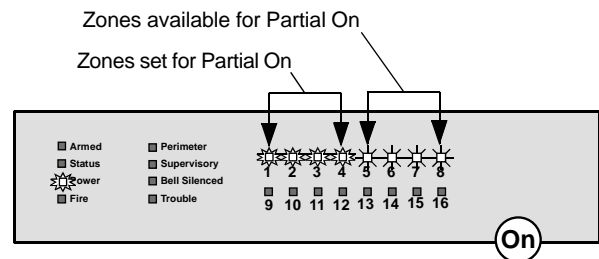 Zones available for Partial On
Zones set for Partial On
Armed
Status
Power
Fire
Perimeter
Supervisory
Bell Silenced
Trouble
1 2 3 4 5 6 7 8
9 10 11 12 13 14 15 16
On